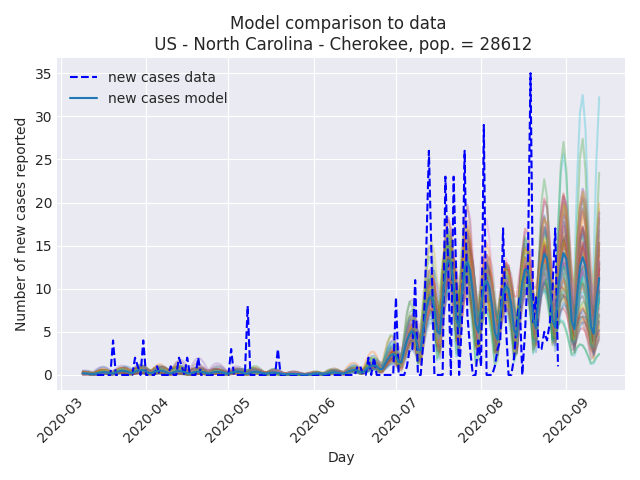 Model comparison to data
US - North Carolina - Cherokee, pop. = 28612
new cases data
new cases model
Number of new cases reported
35
30
25
20
15
10
5
0
2020-03
2020-04
2020-05
2020-06
2020-07
2020-08
2020-09
Day